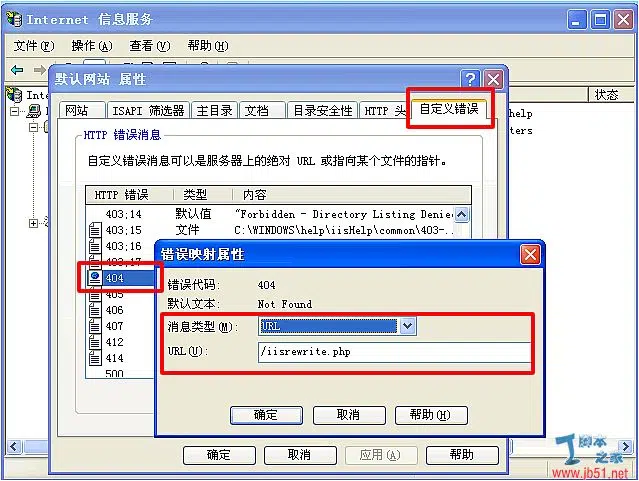 Internet 信息服务
文件(F) 操作(A) 查看(V) 帮助(H)
默认网站 属性
Inte
状态
网站 ISAPI 筛选器 主目录 文档 目录安全性 HTTP 头 自定义错误
help
ters
HTTP 错误消息
自定义错误消息可以是服务器上的绝对 URL 或指向某个文件的指针。
HTTP 错误 类型 内容
403;14 默认值 "Forbidden - Directory Listing Denie
403;15 文件 C:\WINDOWS\help\iisHelp\common\403-..
403;16
403;17
404
405
406
407
412
414
500
错误映射属性
错误代码: 404
默认文本: Not Found
消息类型(M): URL
URL(U): /iisrewrite.php
确定 取消 帮助(H)
确定 取消 应用(A) 帮助
脚本之家
www.jb51.net